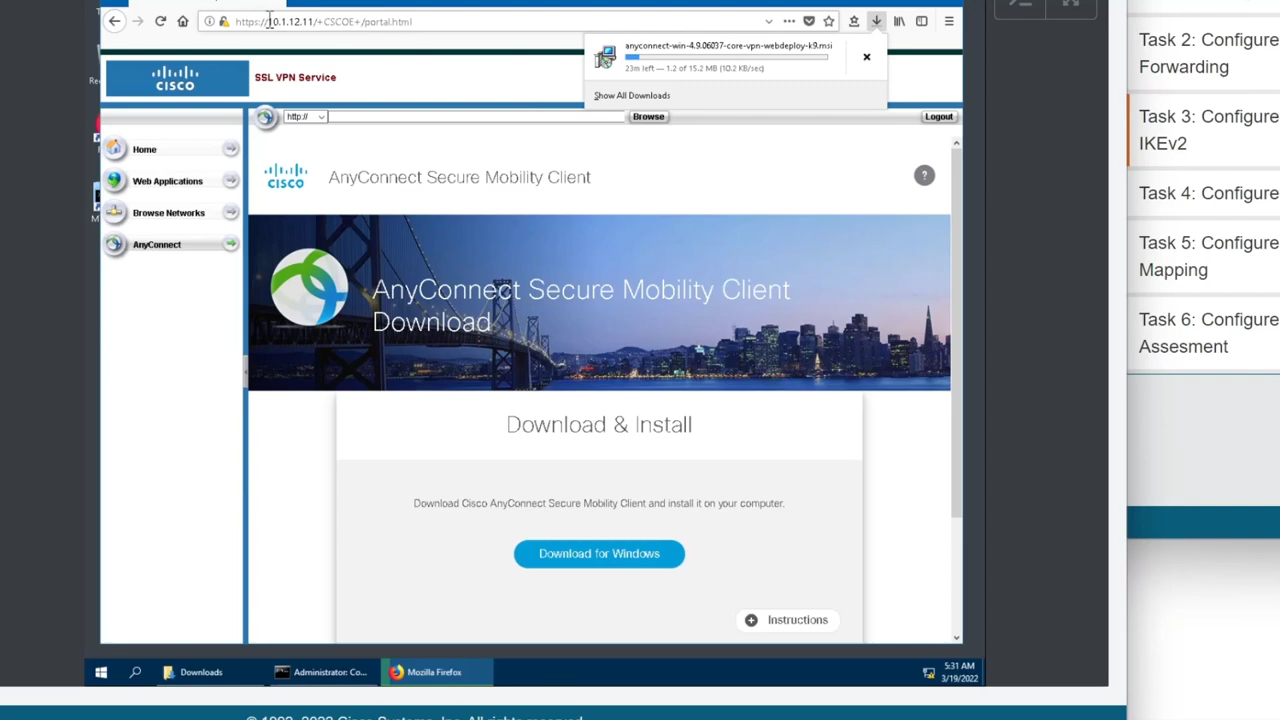 https://10.1.12.11/+CSCOE+/portal.html
anyconnect-win-4.9.06037-core-vpn-webdeploy-k9.msi
23m left — 1.2 of 15.2 MB (10.2 KB/sec)
Show All Downloads
CISCO
SSL VPN Service
http://
Browse
Logout
Home
Web Applications
Browse Networks
AnyConnect
CISCO
AnyConnect Secure Mobility Client
?
AnyConnect Secure Mobility Client
Download
Download & Install
Download Cisco AnyConnect Secure Mobility Client and install it on your computer.
Download for Windows
Instructions
Downloads
Administrator: Co...
Mozilla Firefox
5:31 AM
3/19/2022
Task 2: Configure
Forwarding
Task 3: Configure
IKEv2
Task 4: Configure
Task 5: Configure
Mapping
Task 6: Configure
Assesment